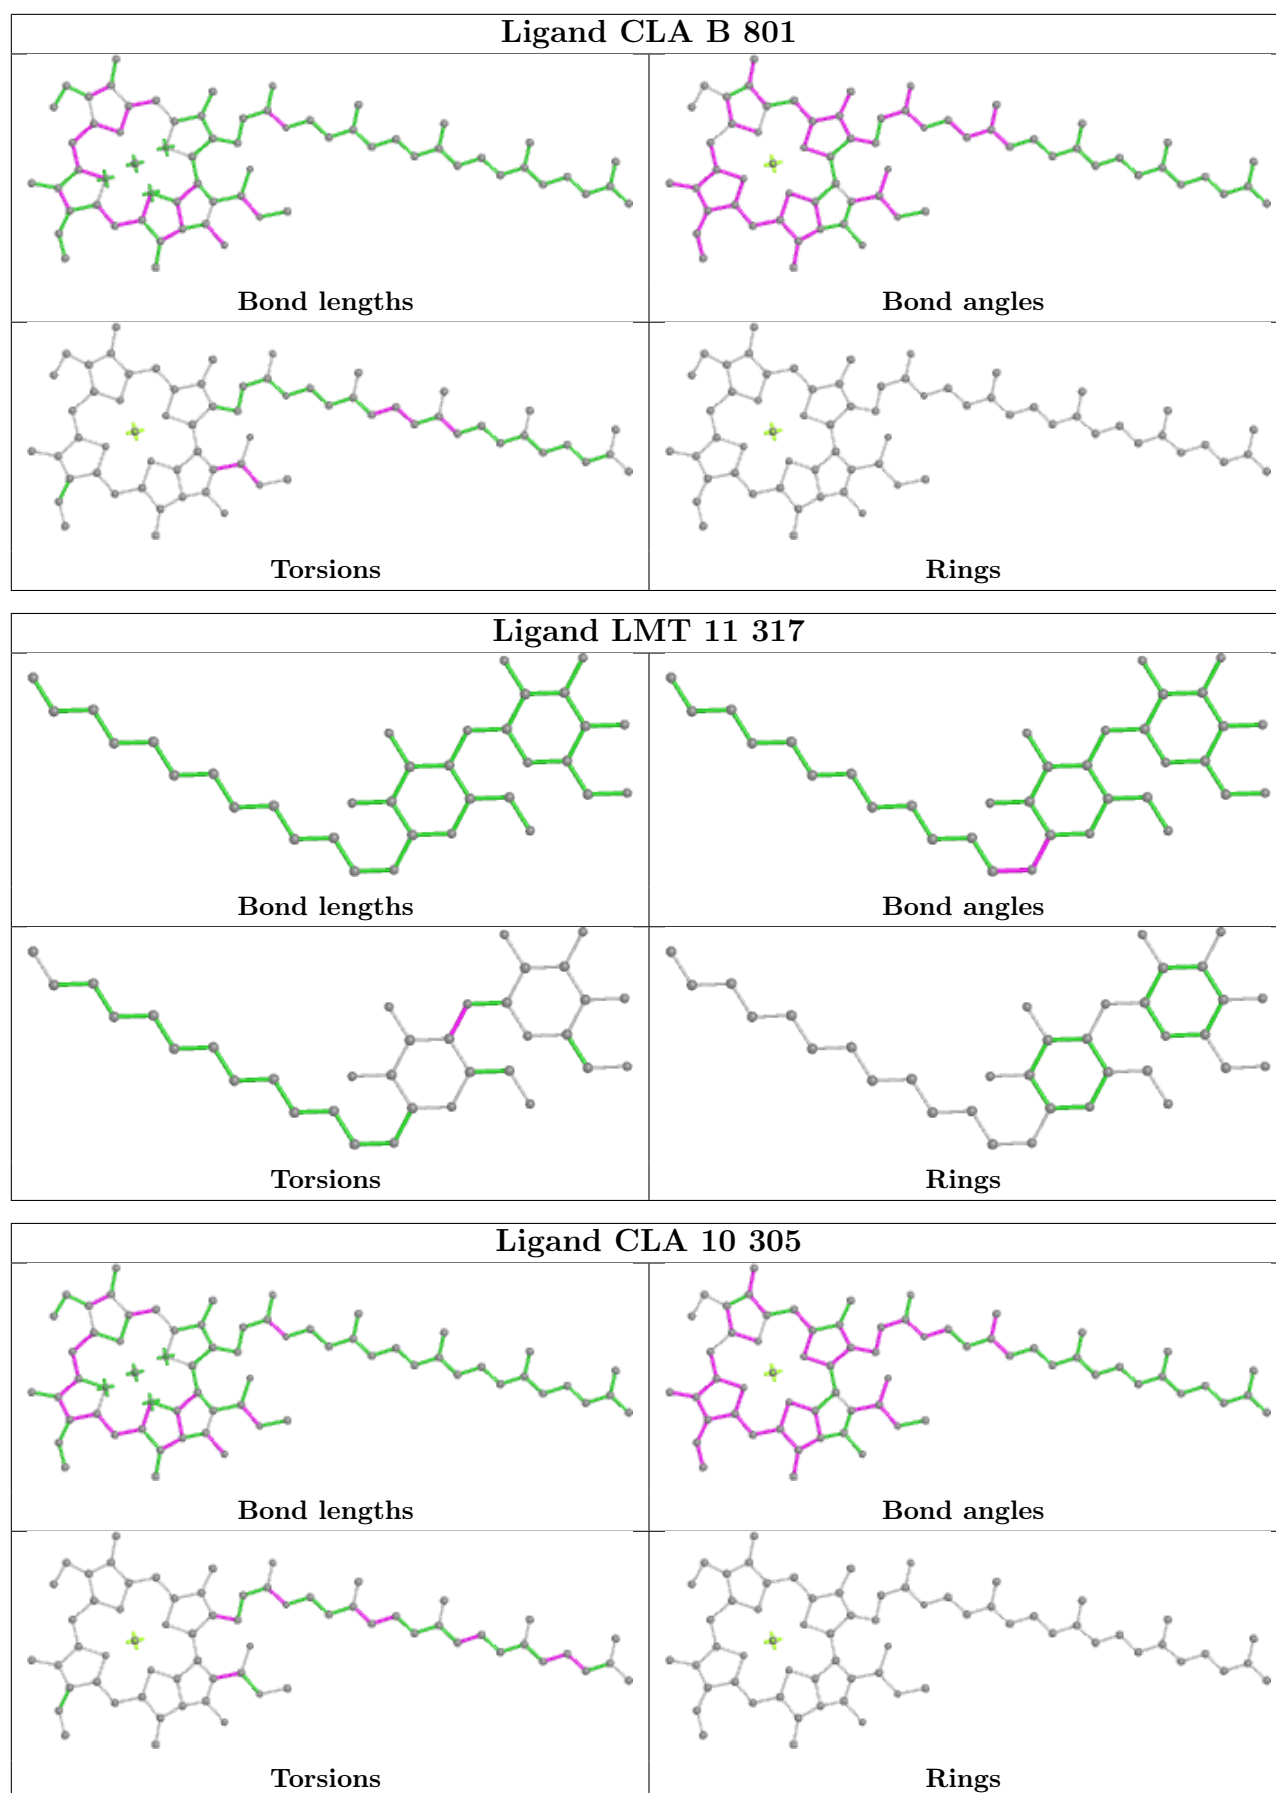 Ligand CLA B 801
Bond lengths
Bond angles
Torsions
Rings
Ligand LMT 11 317
Bond lengths
Bond angles
Torsions
Rings
Ligand CLA 10 305
Bond lengths
Bond angles
Torsions
Rings